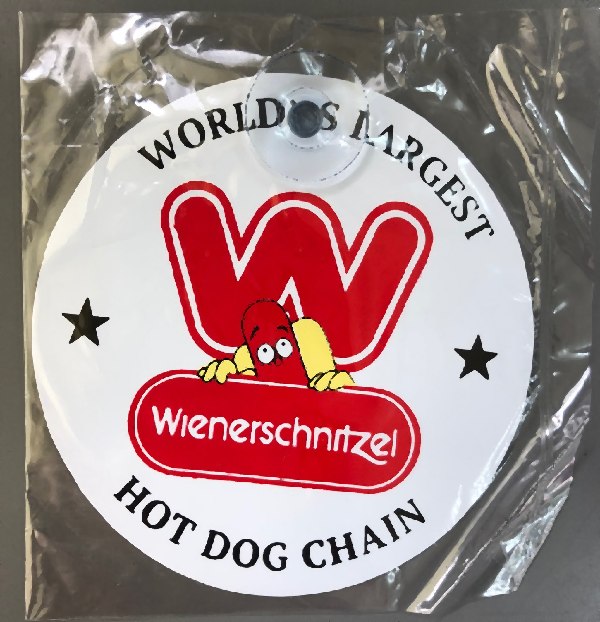 WORLD'S LARGEST
W
Wienerschnitzel
HOT DOG CHAIN